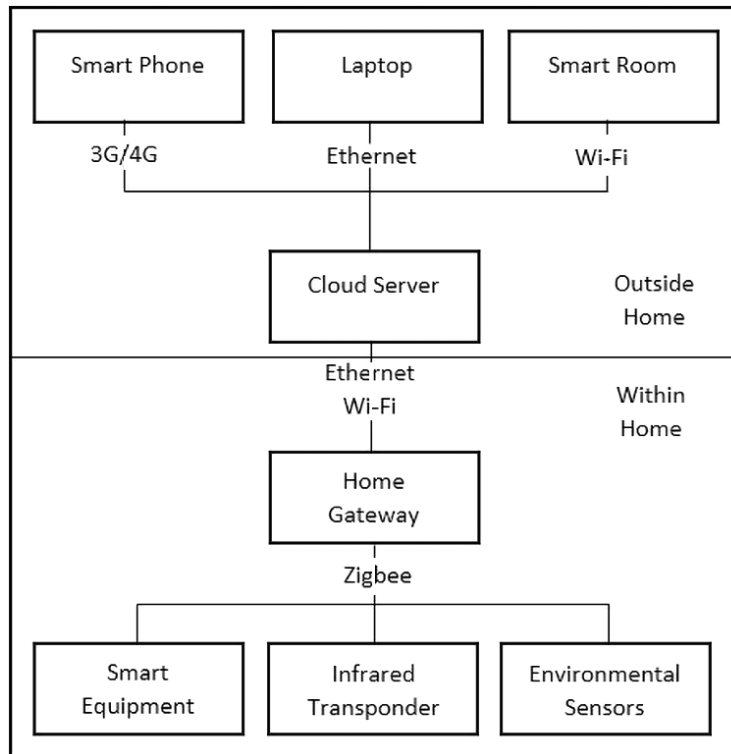 Smart Phone
Laptop
Smart Room
3G/4G
Ethernet
Wi-Fi
Cloud Server
Outside
Home
Ethernet
Wi-Fi
Within
Home
Home
Gateway
Zigbee
Smart
Equipment
Infrared
Transponder
Environmental
Sensors